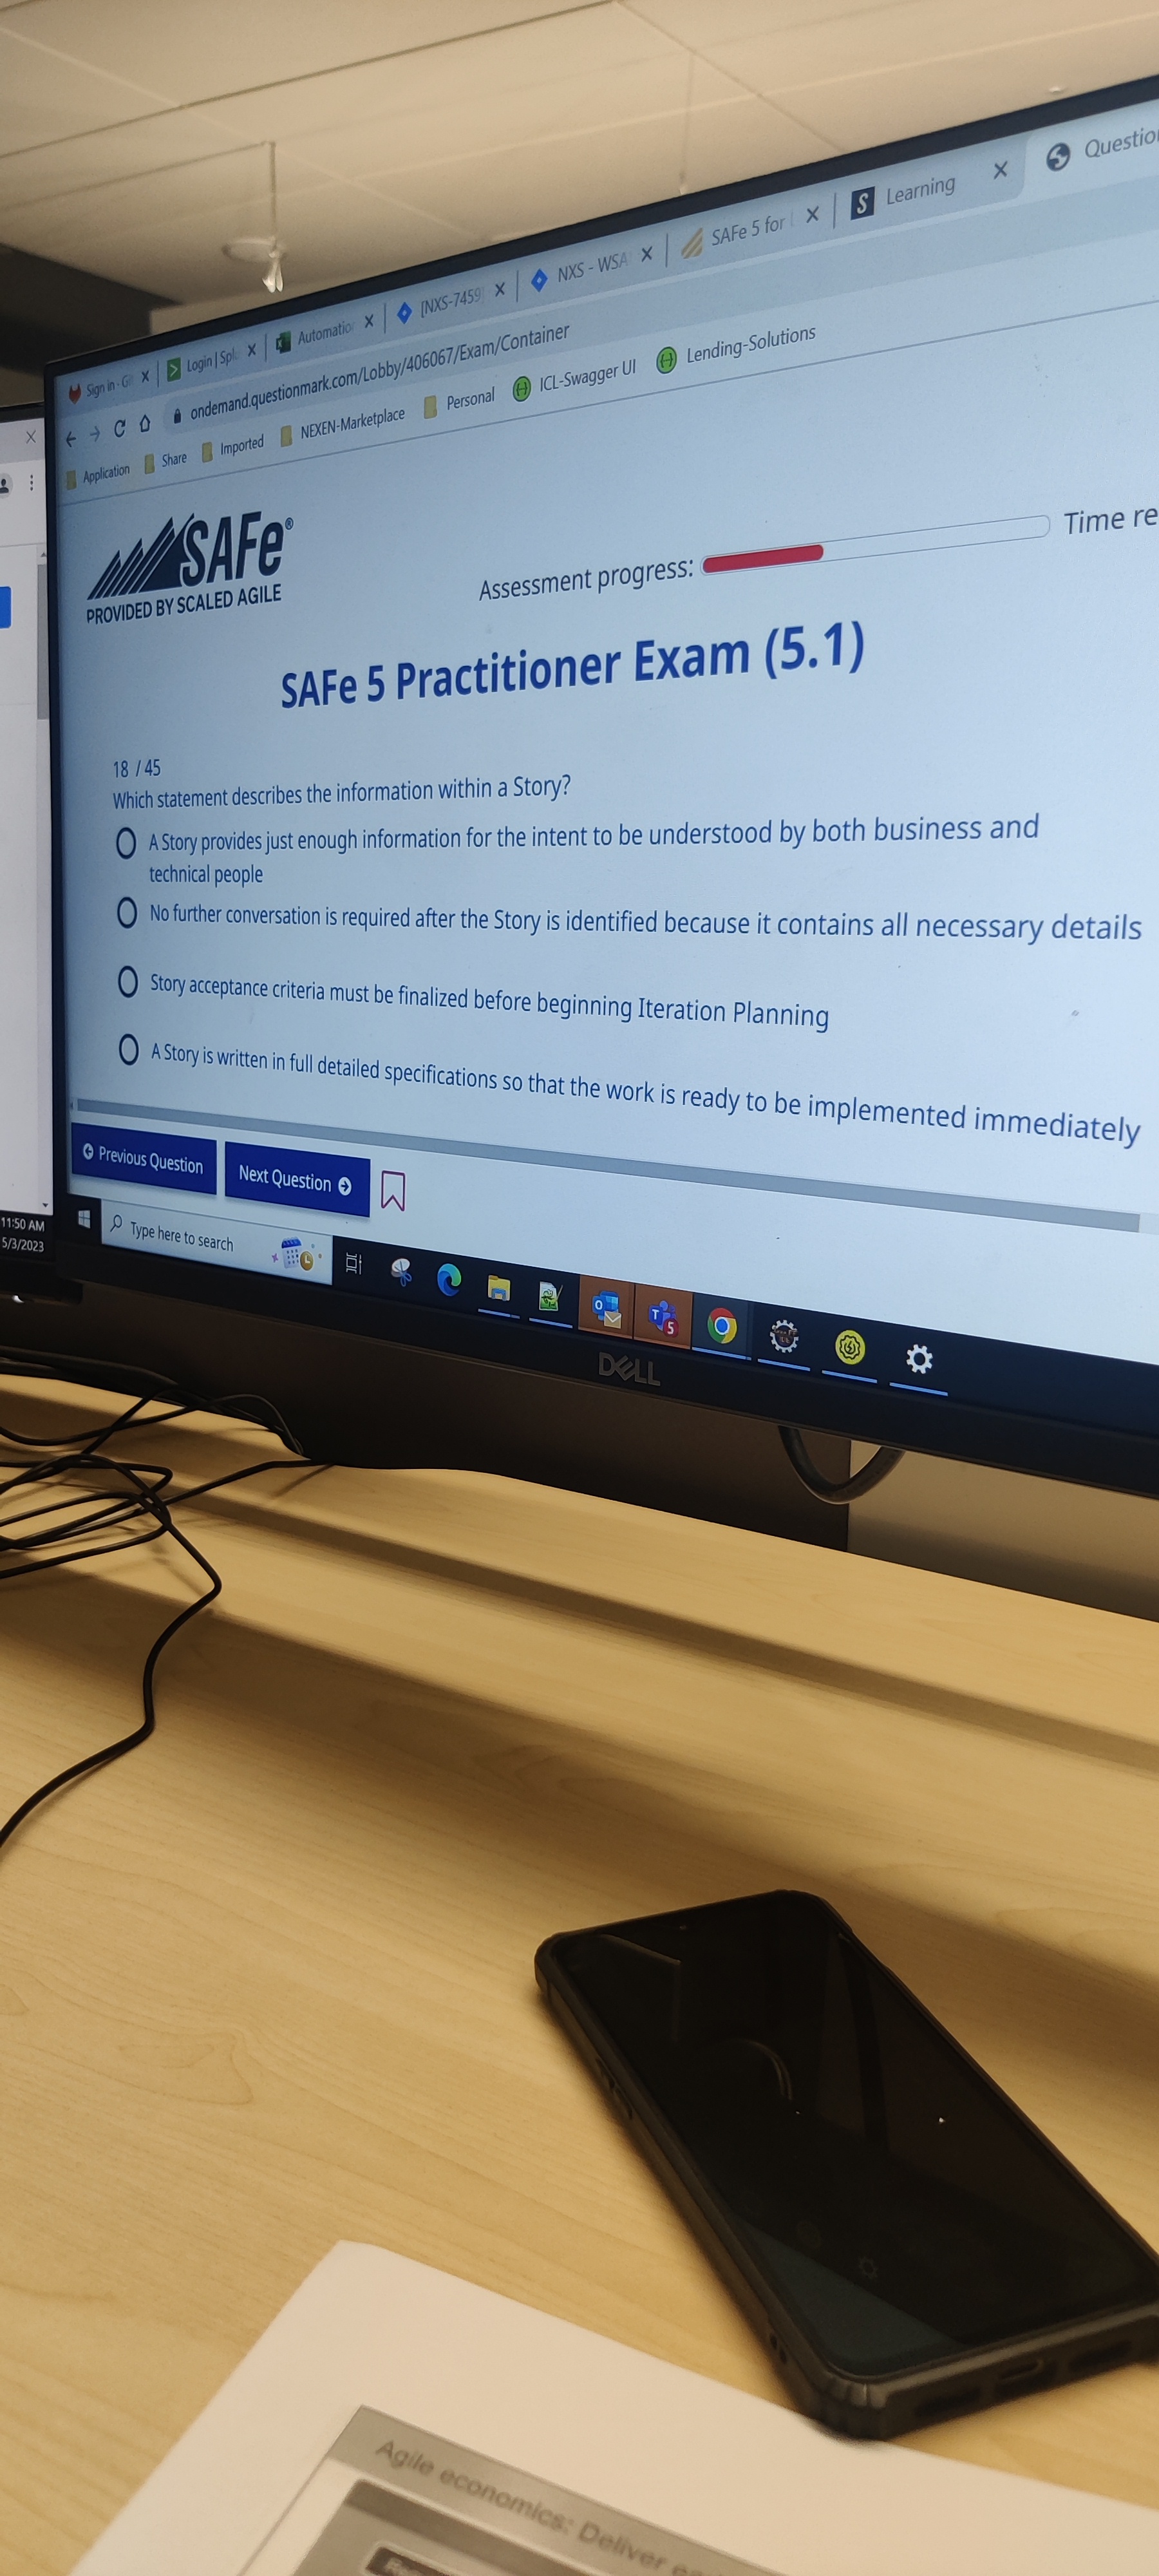 Sign in - Gi
Login | Spl
Automation
[NXS-7459
NXS - WSA
SAFe 5 for
Learning
Question
ondemand.questionmark.com/Lobby/406067/Exam/Container
Application
Share
Imported
NEXEN-Marketplace
Personal
ICL-Swagger UI
Lending-Solutions
SAFe®
PROVIDED BY SCALED AGILE
Assessment progress:
Time re
SAFe 5 Practitioner Exam (5.1)
18 / 45
Which statement describes the information within a Story?
A Story provides just enough information for the intent to be understood by both business and
technical people
No further conversation is required after the Story is identified because it contains all necessary details
Story acceptance criteria must be finalized before beginning Iteration Planning
A Story is written in full detailed specifications so that the work is ready to be implemented immediately
Previous Question
Next Question
11:50 AM
5/3/2023
Type here to search
5
DELL
Agile economics: Deliver